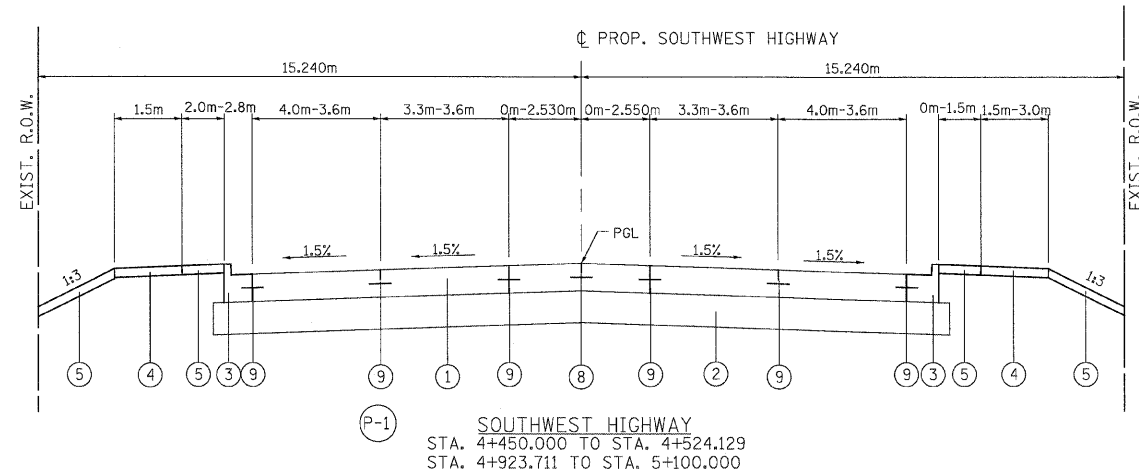 ℄ PROP. SOUTHWEST HIGHWAY
15.240m 15.240m
1.5m 2.0m-2.8m 4.0m-3.6m 3.3m-3.6m 0m-2.530m 0m-2.550m 3.3m-3.6m 4.0m-3.6m 0m-1.5m 1.5m-3.0m
EXIST. R.O.W.
EXIST. R.O.W.
PGL
1:3 1.5% 1.5% 1.5% 1.5% 1:3
5 4 5 3 9 9 1 9 8 9 2 9 9 3 5 4 5
P-1 SOUTHWEST HIGHWAY
STA. 4+450.000 TO STA. 4+524.129
STA. 4+923.711 TO STA. 5+100.000